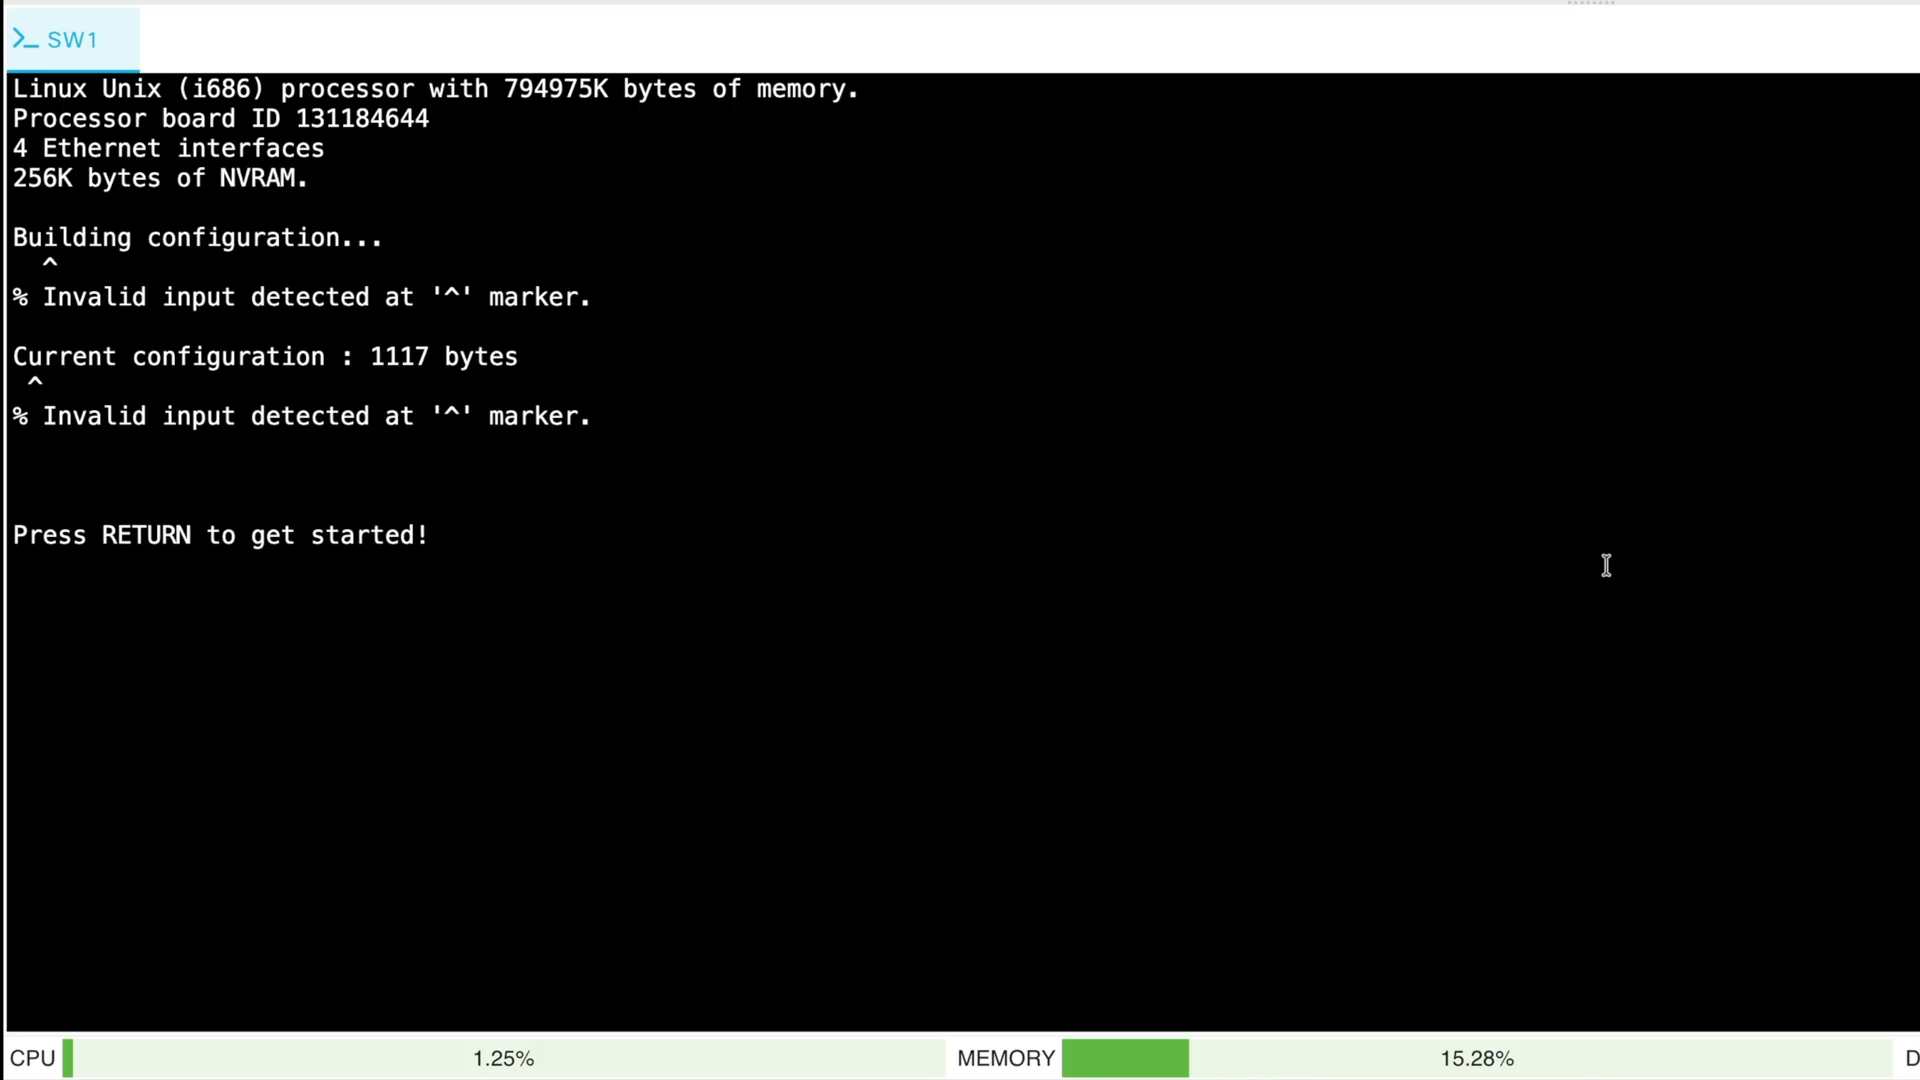 >_ SW1
Linux Unix (i686) processor with 794975K bytes of memory.
Processor board ID 131184644
4 Ethernet interfaces
256K bytes of NVRAM.
Building configuration...
^
% Invalid input detected at '^' marker.
Current configuration : 1117 bytes
^
% Invalid input detected at '^' marker.
Press RETURN to get started!
CPU 1.25% MEMORY 15.28% D